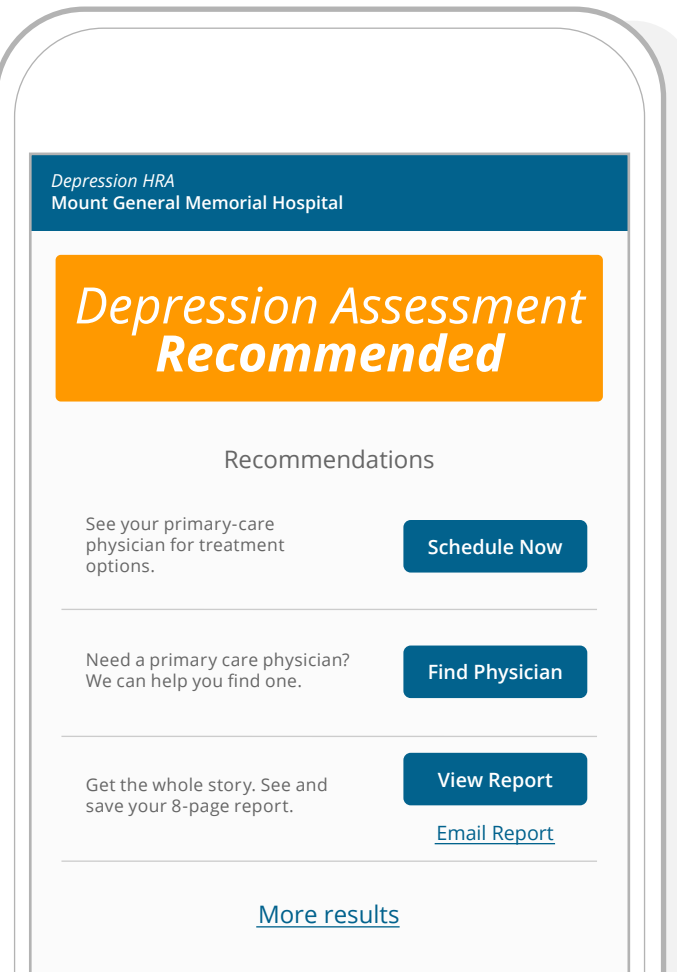 Depression HRA
Mount General Memorial Hospital
Depression Assessment
Recommended
Recommendations
See your primary-care
physician for treatment
options.
Schedule Now
Need a primary care physician?
We can help you find one.
Find Physician
Get the whole story. See and
save your 8-page report.
View Report
Email Report
More results